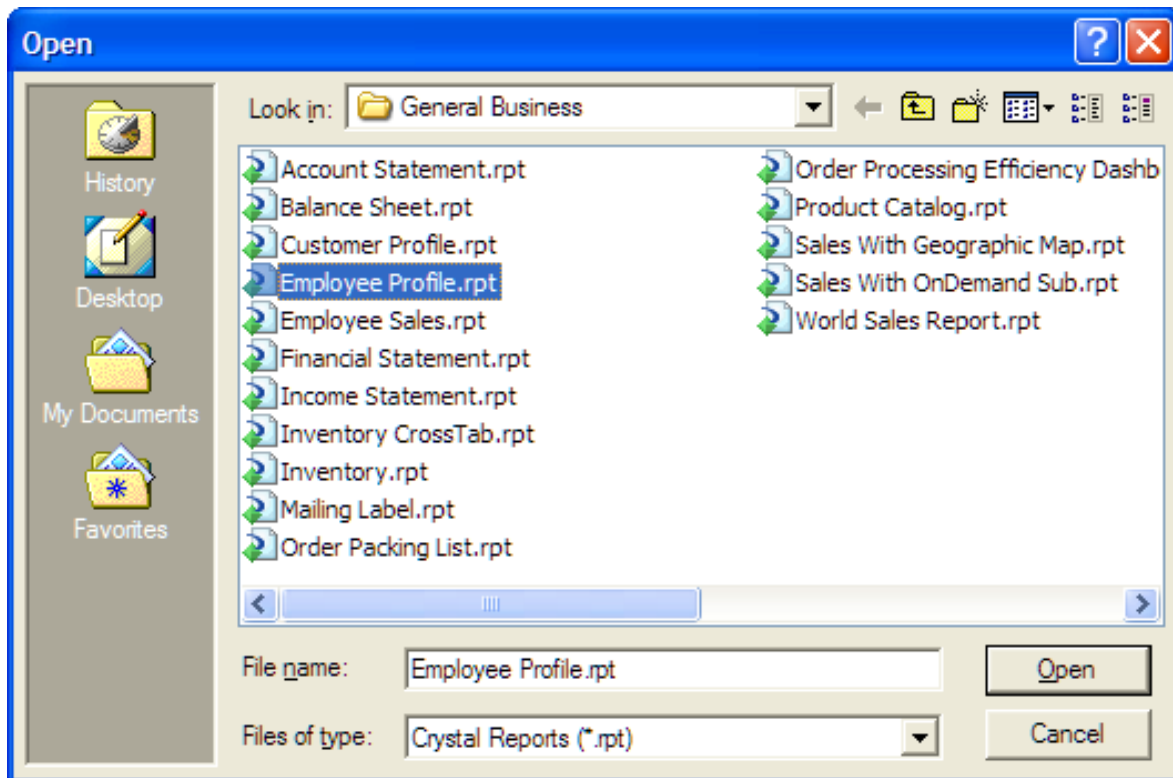 Open
Look in: General Business
History
Desktop
My Documents
Favorites
Account Statement.rpt
Balance Sheet.rpt
Customer Profile.rpt
Employee Profile.rpt
Employee Sales.rpt
Financial Statement.rpt
Income Statement.rpt
Inventory CrossTab.rpt
Inventory.rpt
Mailing Label.rpt
Order Packing List.rpt
Order Processing Efficiency Dashb
Product Catalog.rpt
Sales With Geographic Map.rpt
Sales With OnDemand Sub.rpt
World Sales Report.rpt
File name: Employee Profile.rpt
Open
Files of type: Crystal Reports (*.rpt)
Cancel